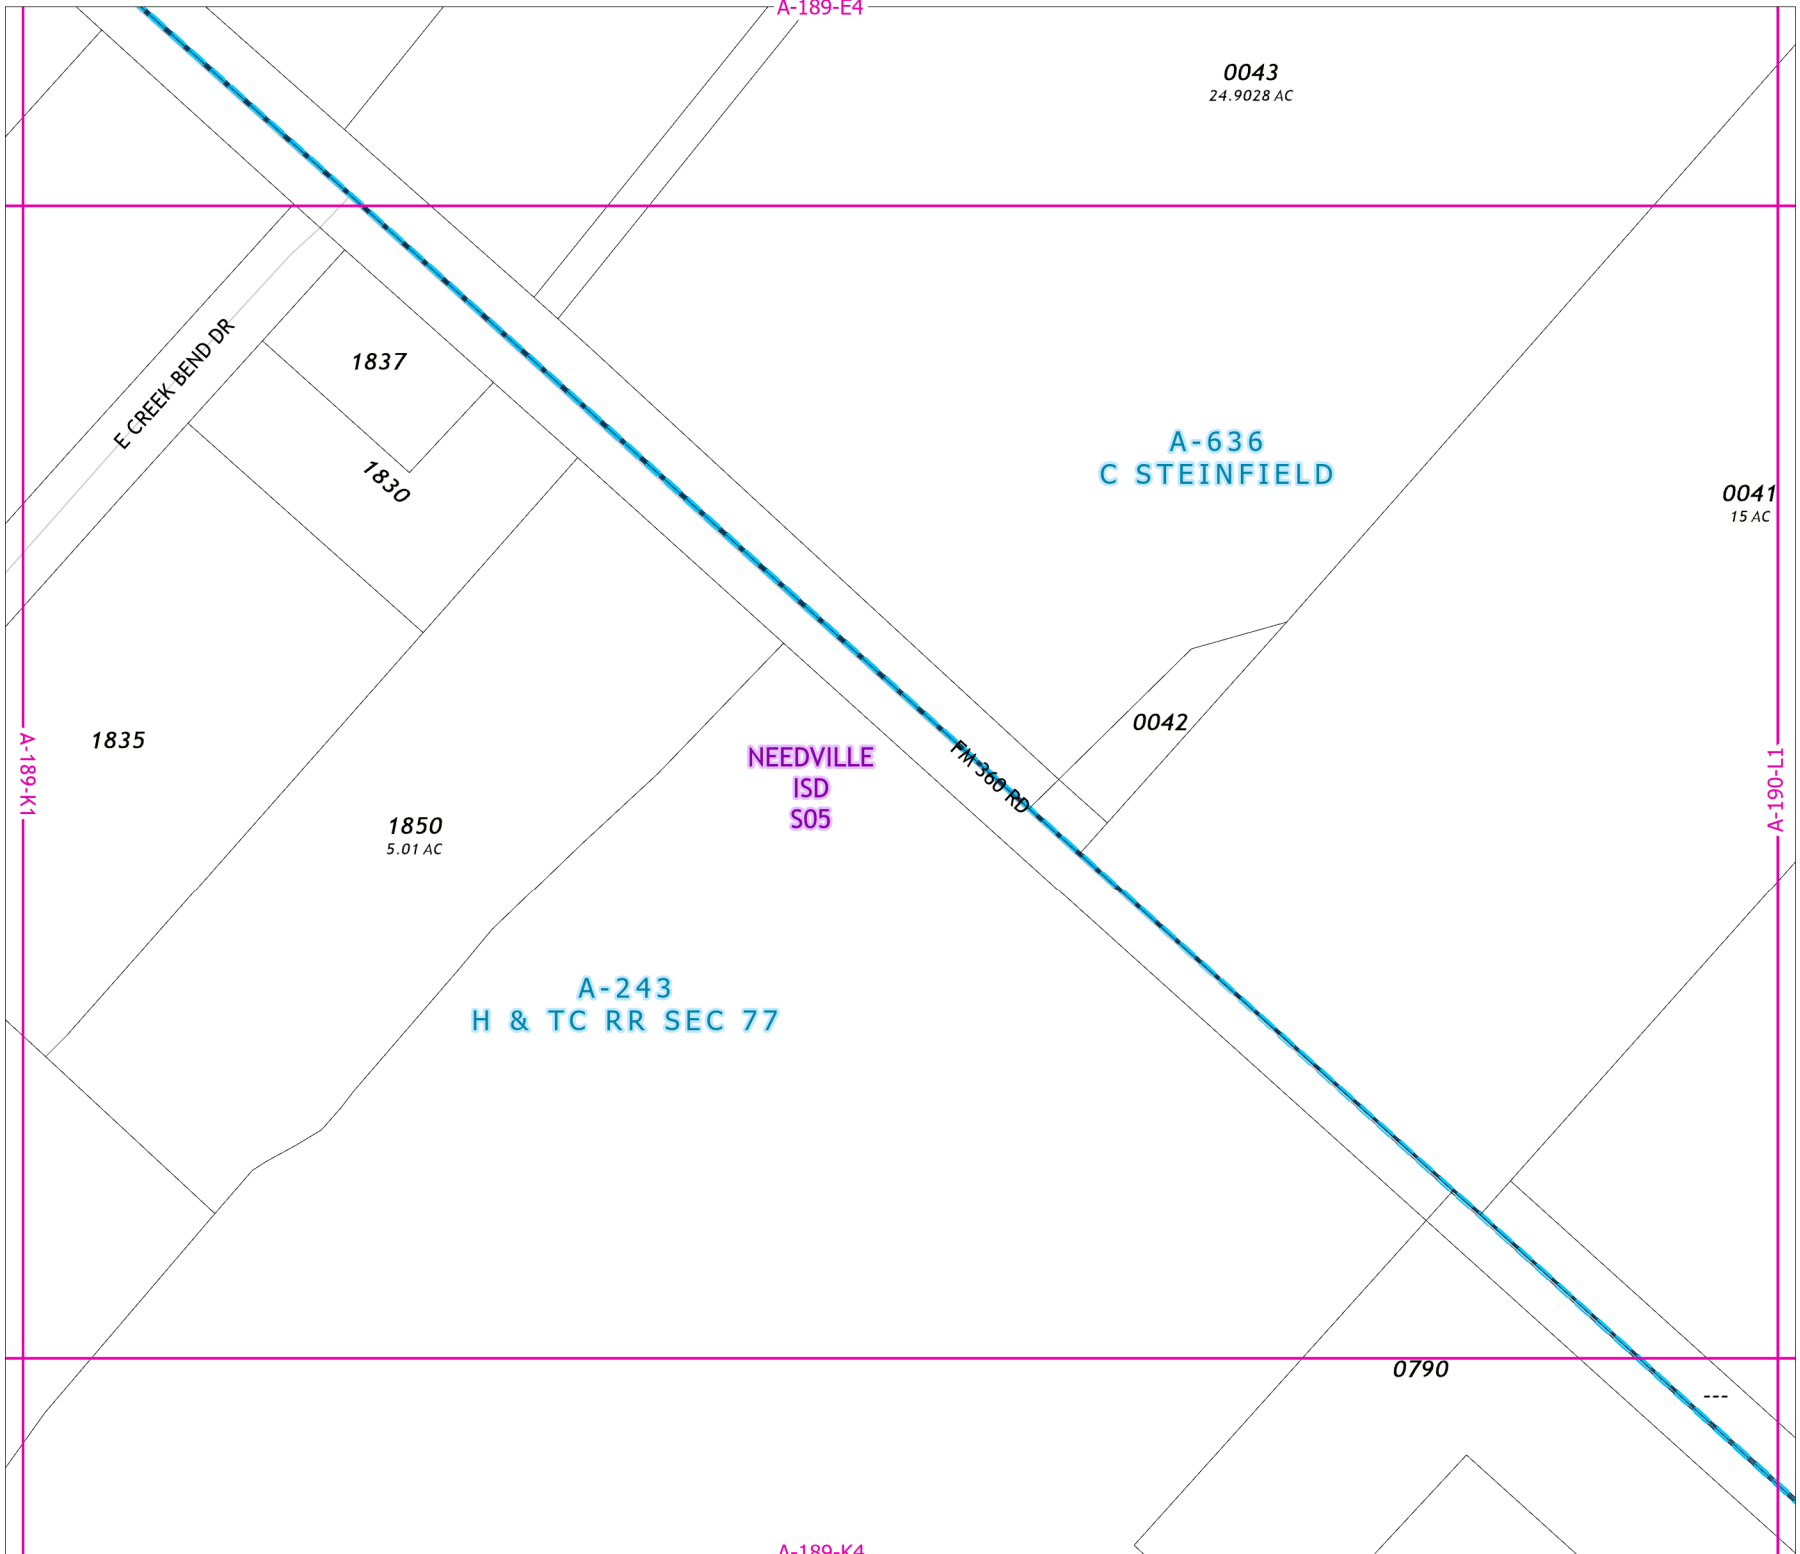 A-189-E4
0043
24.9028 AC
E CREEK BEND DR
1837
1830
A-636
C STEINFIELD
0041
15 AC
0042
1835
A-189-K1
NEEDVILLE
ISD
S05
FM 360 RD
A-190-L1
1850
5.01 AC
A-243
H & TC RR SEC 77
0790
---
A-189-K4